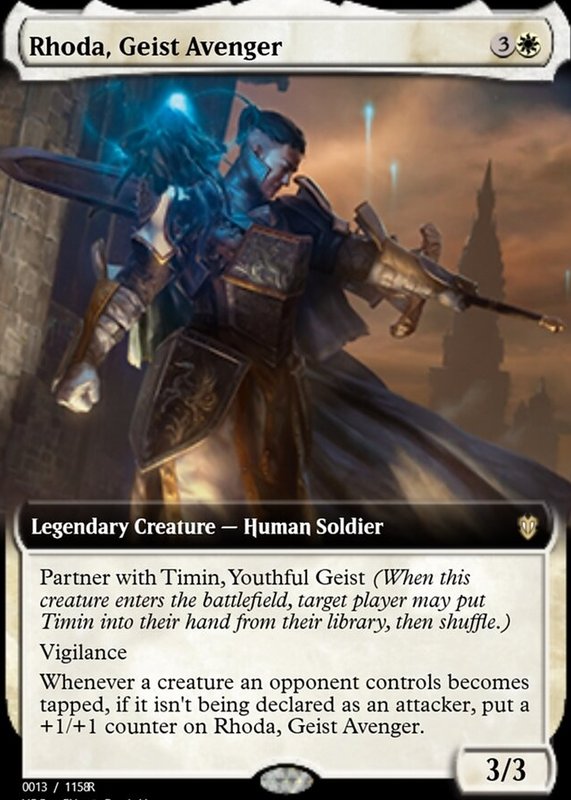 Rhoda, Geist Avenger
3
Legendary Creature — Human Soldier
Partner with Timin, Youthful Geist (When this
creature enters the battlefield, target player may put
Timin into their hand from their library, then shuffle.)
Vigilance
Whenever a creature an opponent controls becomes
tapped, if it isn't being declared as an attacker, put a
+1/+1 counter on Rhoda, Geist Avenger.
3/3
0013 / 1158R